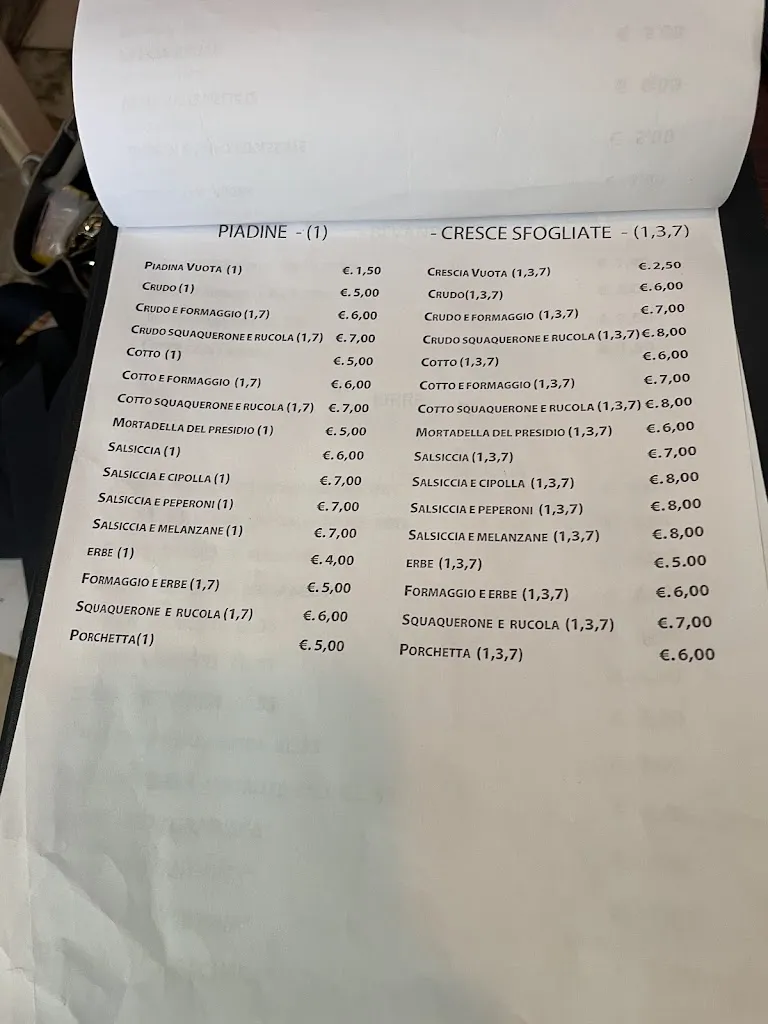 PIADINE - (1)
PIADINA VUOTA (1) €. 1,50
CRUDO (1) €. 5,00
CRUDO E FORMAGGIO (1,7) €. 6,00
CRUDO SQUAQUERONE E RUCOLA (1,7) €. 7,00
COTTO (1) €. 5,00
COTTO E FORMAGGIO (1,7) €. 6,00
COTTO SQUAQUERONE E RUCOLA (1,7) €. 7,00
MORTADELLA DEL PRESIDIO (1) €. 5,00
SALSICCIA (1) €. 6,00
SALSICCIA E CIPOLLA (1) €. 7,00
SALSICCIA E PEPERONI (1) €. 7,00
SALSICCIA E MELANZANE (1) €. 7,00
ERBE (1) €. 4,00
FORMAGGIO E ERBE (1,7) €. 5,00
SQUAQUERONE E RUCOLA (1,7) €. 6,00
PORCHETTA(1) €. 5,00
- CRESCE SFOGLIATE - (1,3,7)
CRESCIA VUOTA (1,3,7) €. 2,50
CRUDO(1,3,7) €. 6,00
CRUDO E FORMAGGIO (1,3,7) €. 7,00
CRUDO SQUAQUERONE E RUCOLA (1,3,7) €. 8,00
COTTO (1,3,7) €. 6,00
COTTO E FORMAGGIO (1,3,7) €. 7,00
COTTO SQUAQUERONE E RUCOLA (1,3,7) €. 8,00
MORTADELLA DEL PRESIDIO (1,3,7) €. 6,00
SALSICCIA (1,3,7) €. 7,00
SALSICCIA E CIPOLLA (1,3,7) €. 8,00
SALSICCIA E PEPERONI (1,3,7) €. 8,00
SALSICCIA E MELANZANE (1,3,7) €. 8,00
ERBE (1,3,7) €. 5.00
FORMAGGIO E ERBE (1,3,7) €. 6,00
SQUAQUERONE E RUCOLA (1,3,7) €. 7,00
PORCHETTA (1,3,7) €. 6,00